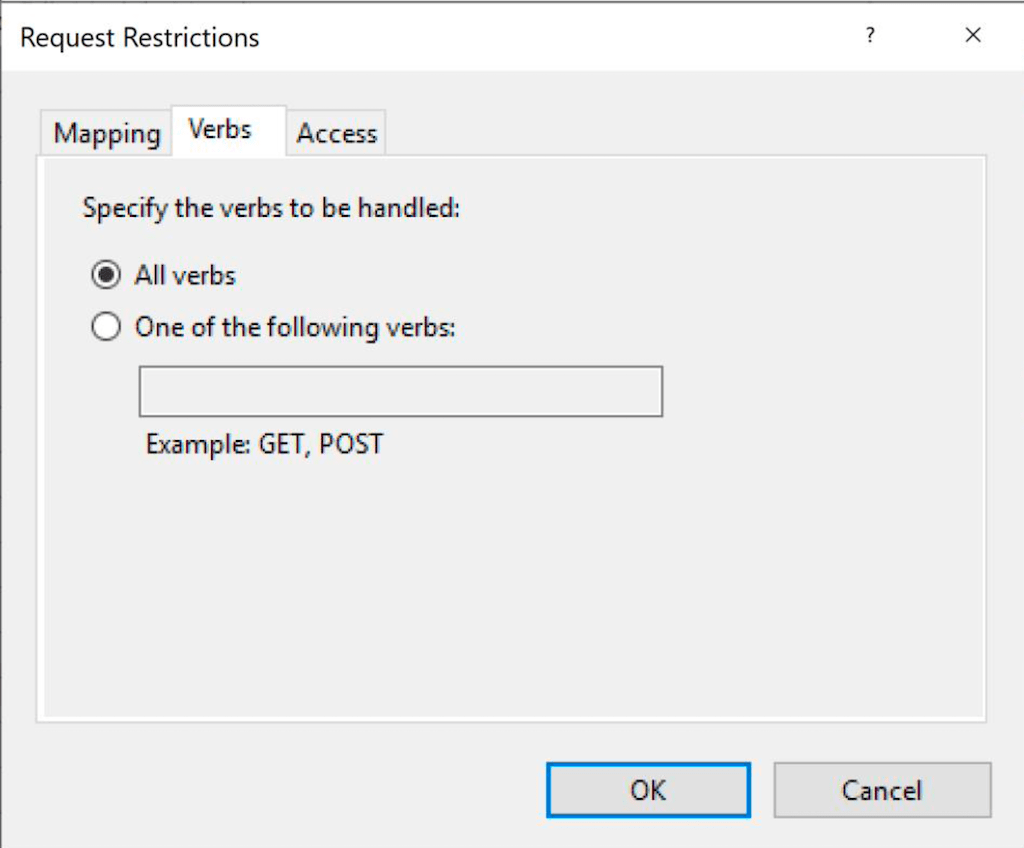 Request Restrictions ?
Mapping Verbs Access
Specify the verbs to be handled:
All verbs
One of the following verbs:
Example: GET, POST
OK Cancel